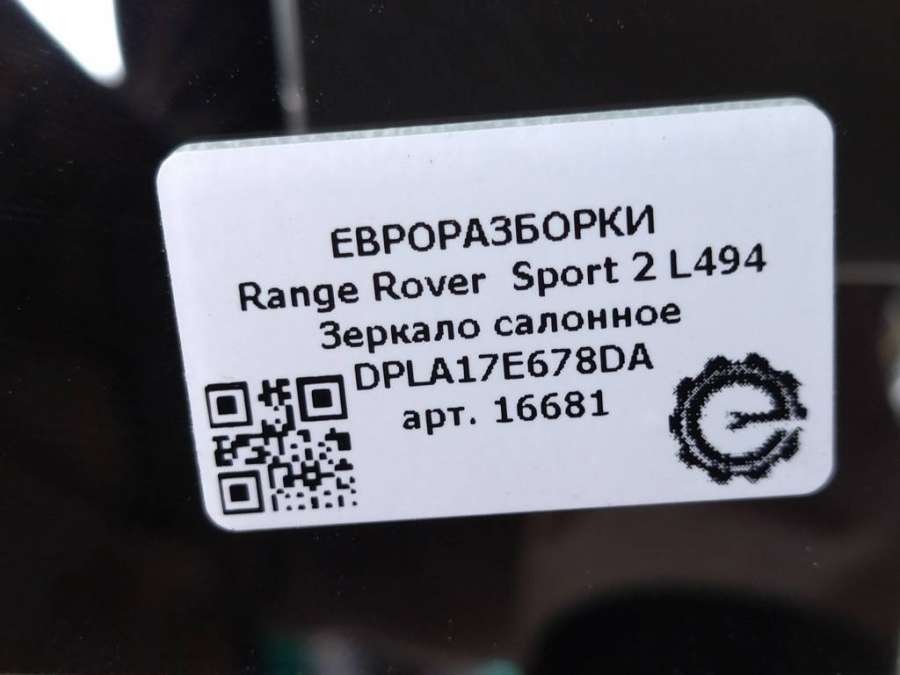 ЕВРОРАЗБОРКИ
Range Rover Sport 2 L494
Зеркало салонное
DPLA17E678DA
арт. 16681